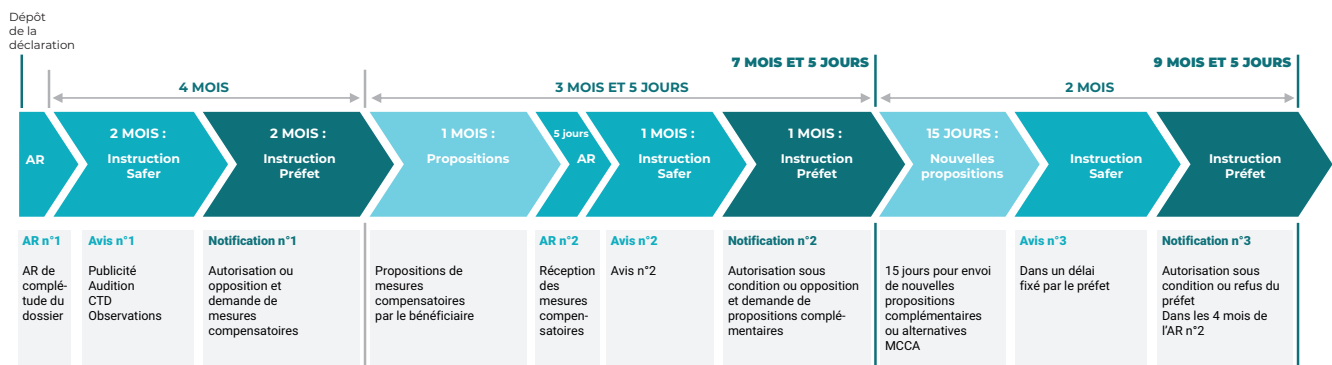 Dépôt
de la
déclaration
7 MOIS ET 5 JOURS
9 MOIS ET 5 JOURS
4 MOIS
3 MOIS ET 5 JOURS
2 MOIS
AR
2 MOIS :
Instruction
Safer
2 MOIS :
Instruction
Préfet
1 MOIS :
Propositions
5 jours
AR
1 MOIS :
Instruction
Safer
1 MOIS :
Instruction
Préfet
15 JOURS :
Nouvelles
propositions
Instruction
Safer
Instruction
Préfet
AR n°1
AR de
complé-
tude du
dossier
Avis n°1
Publicité
Audition
CTD
Observations
Notification n°1
Autorisation ou
opposition et
demande de
mesures
compensatoires
Propositions de
mesures
compensatoires
par le bénéficiaire
AR n°2
Réception
des
mesures
compen-
satoires
Avis n°2
Avis n°2
Notification n°2
Autorisation sous
condition ou opposition
et demande de
propositions complé-
mentaires
15 jours pour envoi
de nouvelles
propositions
complémentaires
ou alternatives
MCCA
Avis n°3
Dans un délai
fixé par le préfet
Notification n°3
Autorisation sous
condition ou refus du
préfet
Dans les 4 mois de
l'AR n°2